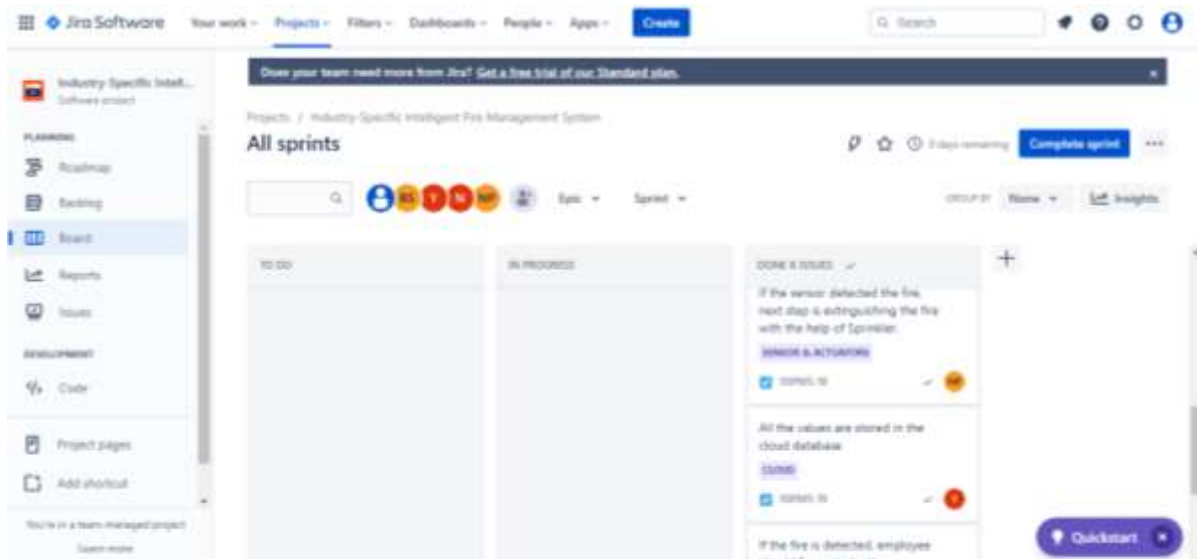 Jira Software
Your work
Projects
Filters
Dashboards
People
Apps
Create
Search
Industry-Specific Intell...
Software project
Does your team need more from Jira? Get a free trial of our Standard plan.
PLANNING
Roadmap
Backlog
Board
Reports
Issues
DEVELOPMENT
Code
Project pages
Add shortcut
You're in a team-managed project
Learn more
Projects / Industry-Specific Intelligent Fire Management System
All sprints
days remaining
Complete sprint
Epic
Sprint
GROUP BY
None
Insights
TO DO
IN PROGRESS
DONE
ISSUES
If the sensor detected the fire,
next step is extinguishing the fire
with the help of Sprinkler.
SENSOR & ACTUATORS
NP
All the values are stored in the
cloud database
CLOUD
If the fire is detected, employee
Quickstart